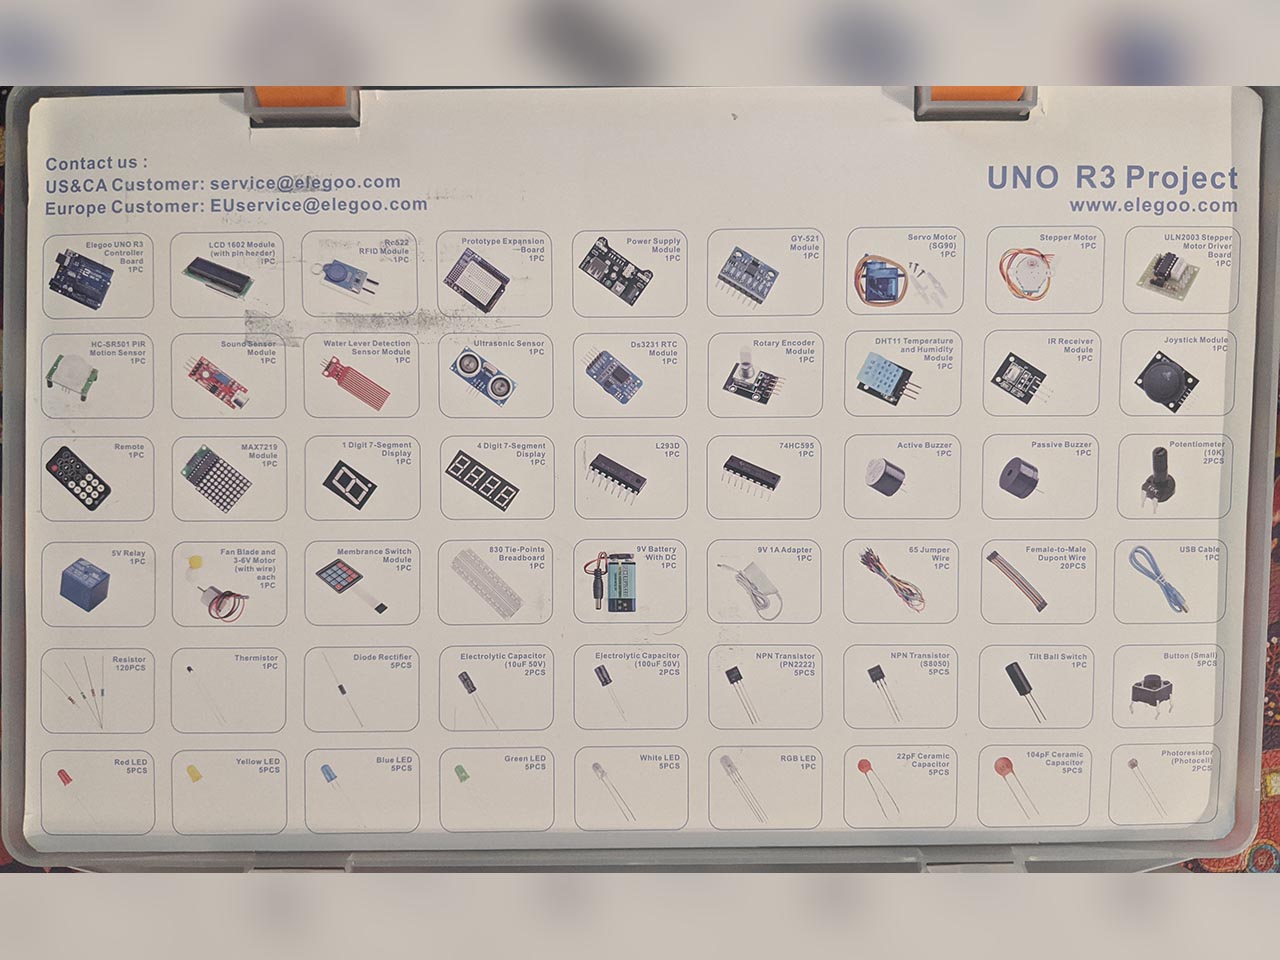 Contact us :
US&CA Customer: service@elegoo.com
Europe Customer: EUservice@elegoo.com
UNO R3 Project
www.elegoo.com
Elegoo UNO R3
Controller
Board
1PC
LCD 1602 Module
(with pin header)
1PC
Rc522
RFID Module
1PC
Prototype Expansion
Board
1PC
Power Supply
Module
1PC
GY-521
Module
1PC
Servo Motor
(SG90)
1PC
Stepper Motor
1PC
ULN2003 Stepper
Motor Driver
Board
1PC
HC-SR501 PIR
Motion Sensor
1PC
Sound Sensor
Module
1PC
Water Lever Detection
Sensor Module
1PC
Ultrasonic Sensor
1PC
Ds3231 RTC
Module
1PC
Rotary Encoder
Module
1PC
DHT11 Temperature
and Humidity
Module
1PC
IR Receiver
Module
1PC
Joystick Module
1PC
Remote
1PC
MAX7219
Module
1PC
1 Digit 7-Segment
Display
1PC
4 Digit 7-Segment
Display
1PC
L293D
1PC
74HC595
1PC
Active Buzzer
1PC
Passive Buzzer
1PC
Potentiometer
(10K)
2PCS
5V Relay
1PC
Fan Blade and
3-6V Motor
(with wire)
each
1PC
Membrance Switch
Module
1PC
830 Tie-Points
Breadboard
1PC
9V Battery
With DC
1PC
9V 1A Adapter
1PC
65 Jumper
Wire
1PC
Female-to-Male
Dupont Wire
20PCS
USB Cable
1PC
Resistor
120PCS
Thermistor
1PC
Diode Rectifier
5PCS
Electrolytic Capacitor
(10uF 50V)
2PCS
Electrolytic Capacitor
(100uF 50V)
2PCS
NPN Transistor
(PN2222)
5PCS
NPN Transistor
(S8050)
5PCS
Tilt Ball Switch
1PC
Button (Small)
5PCS
Red LED
5PCS
Yellow LED
5PCS
Blue LED
5PCS
Green LED
5PCS
White LED
5PCS
RGB LED
1PC
22pF Ceramic
Capacitor
5PCS
104pF Ceramic
Capacitor
5PCS
Photoresistor
(Photocell)
2PCS